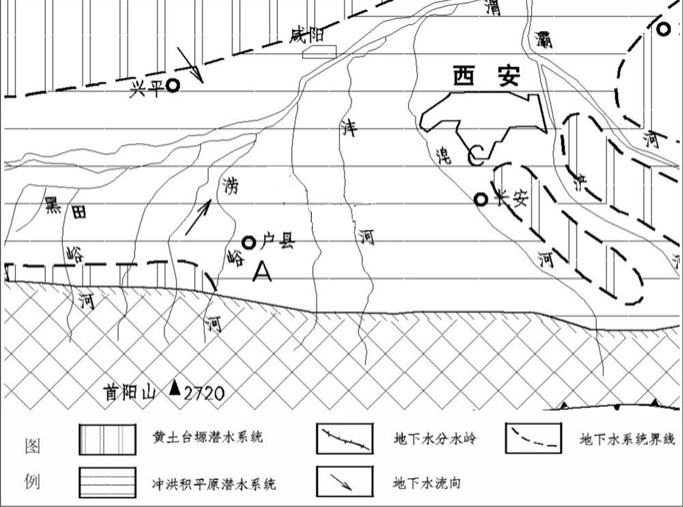 渭
咸阳
灞
西安
兴平
沣
河
皂
浐
涝
长安
黑
田
户县
河
峪
峪
河
A
C
河
河
首阳山
2720
图例
黄土台塬潜水系统
地下水分水岭
地下水系统界线
冲洪积平原潜水系统
地下水流向